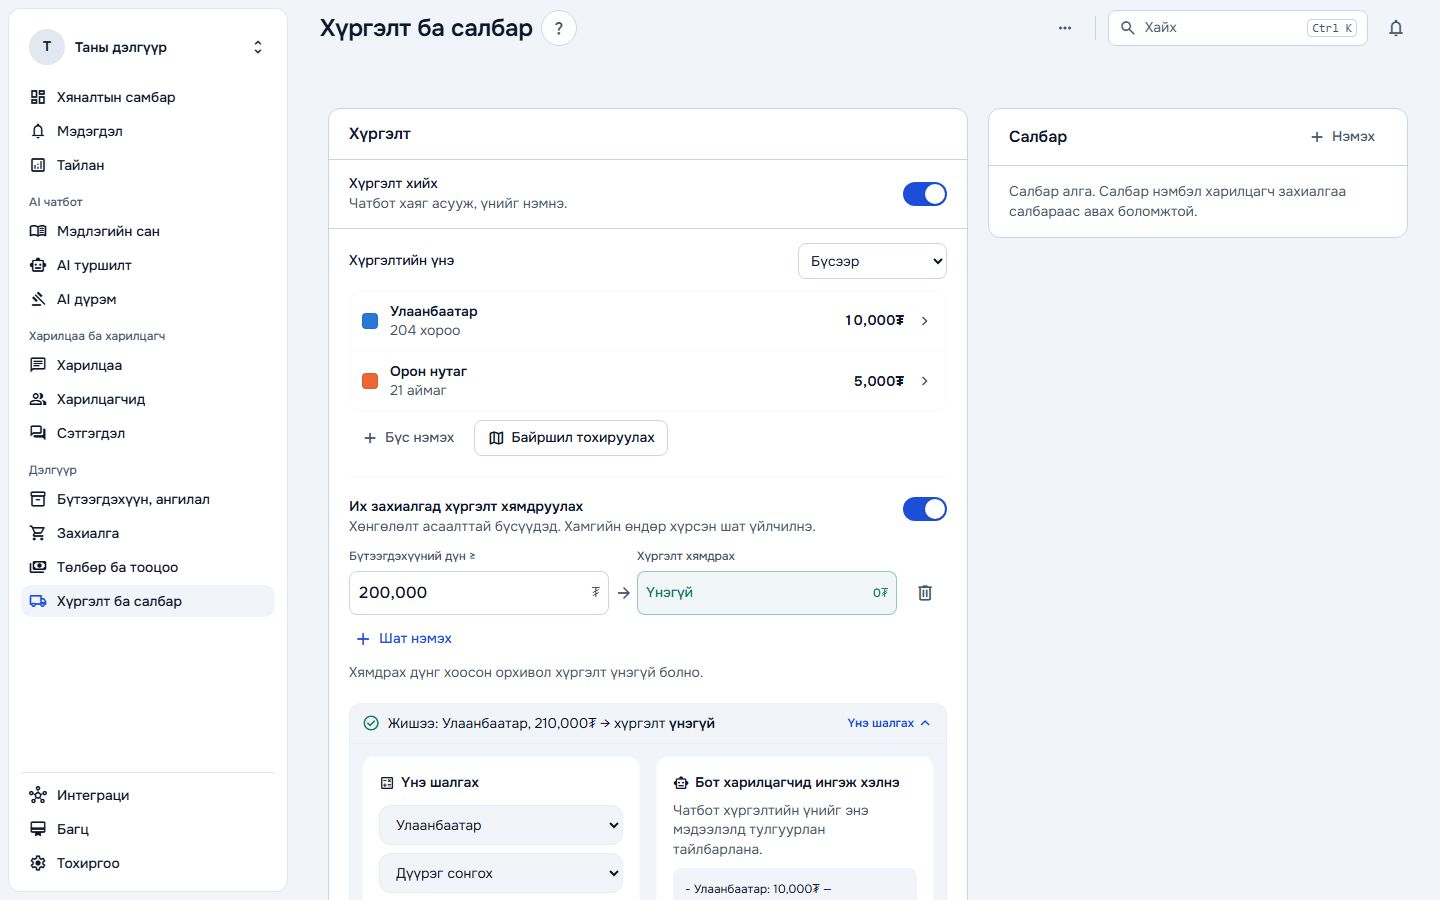 Т
Таны дэлгүүр
Хяналтын самбар
Мэдэгдэл
Тайлан
AI чатбот
Мэдлэгийн сан
AI туршилт
AI дүрэм
Харилцаа ба харилцагч
Харилцаа
Харилцагчид
Сэтгэгдэл
Дэлгүүр
Бүтээгдэхүүн, ангилал
Захиалга
Төлбөр ба тооцоо
Хүргэлт ба салбар
Интеграци
Багц
Тохиргоо
Хүргэлт ба салбар
?
Хайх
Ctrl K
Хүргэлт
Хүргэлт хийх
Чатбот хаяг асууж, үнийг нэмнэ.
Хүргэлтийн үнэ
Бүсээр
Улаанбаатар
204 хороо
10,000₮
Орон нутаг
21 аймаг
5,000₮
Бүс нэмэх
Байршил тохируулах
Их захиалгад хүргэлт хямдруулах
Хөнгөлөлт асаалттай бүсүүдэд. Хамгийн өндөр хүрсэн шат үйлчилнэ.
Бүтээгдэхүүний дүн ≥
Хүргэлт хямдрах
200,000 ₮
→
Үнэгүй 0₮
Шат нэмэх
Хямдрах дүнг хоосон орхивол хүргэлт үнэгүй болно.
Жишээ: Улаанбаатар, 210,000₮ → хүргэлт үнэгүй
Үнэ шалгах
Үнэ шалгах
Улаанбаатар
Дүүрэг сонгох
Бот харилцагчид ингэж хэлнэ
Чатбот хүргэлтийн үнийг энэ
мэдээлэлд тулгуурлан
тайлбарлана.
- Улаанбаатар: 10,000₮ —
Салбар
Нэмэх
Салбар алга. Салбар нэмбэл харилцагч захиалгаа
салбараас авах боломжтой.